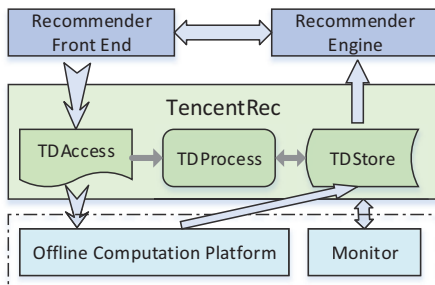 Recommender
Front End
Recommender
Engine
TencentRec
TDAccess
TDProcess
TDStore
Offline Computation Platform
Monitor